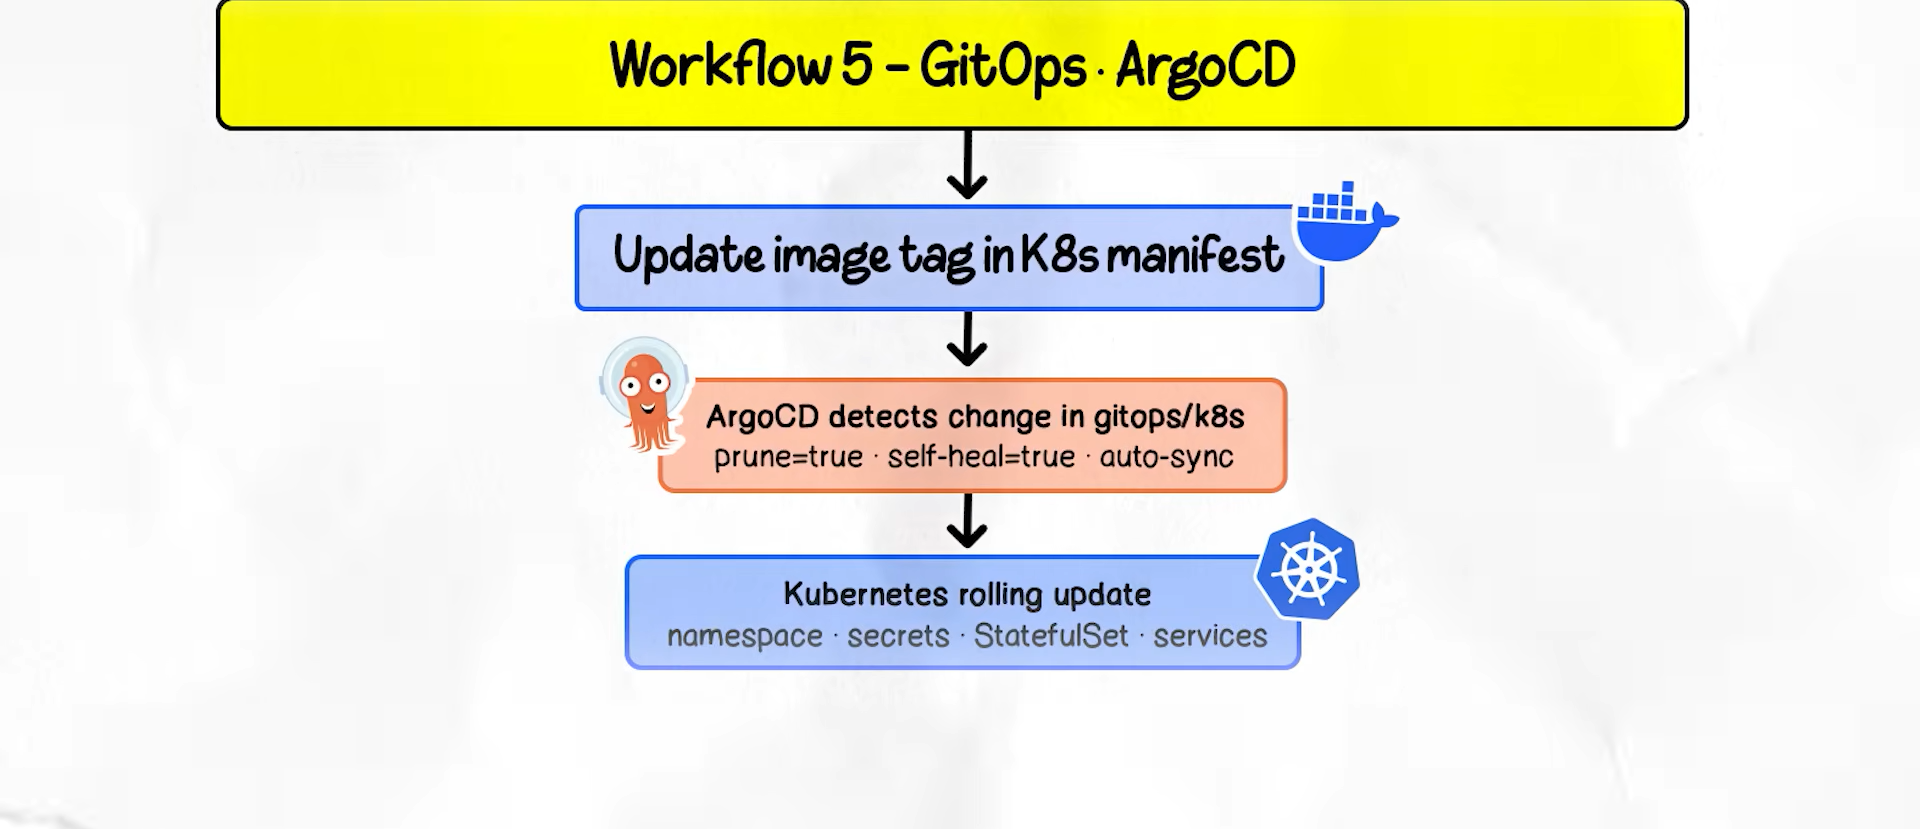 Workflow 5 – GitOps · ArgoCD
Update image tag in K8s manifest
ArgoCD detects change in gitops/k8s
prune=true · self-heal=true · auto-sync
Kubernetes rolling update
namespace · secrets · StatefulSet · services